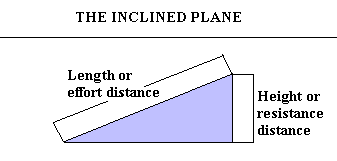 THE INCLINED PLANE
Length or
effort distance
Height or
resistance
distance